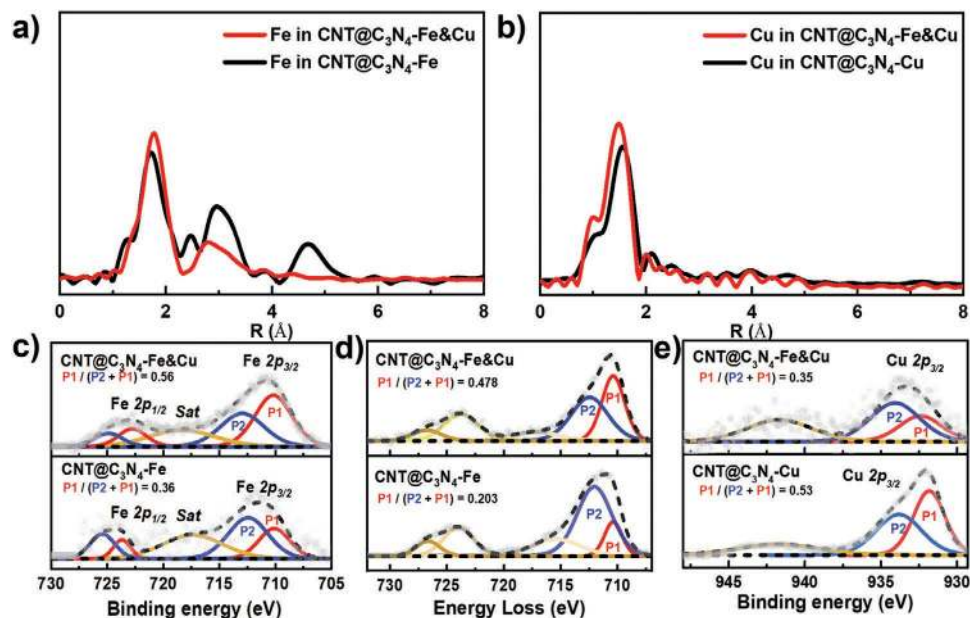 a)
Fe in CNT@C₃N₄-Fe&Cu
Fe in CNT@C₃N₄-Fe
0 2 4 6 8
R (Å)
b)
Cu in CNT@C₃N₄-Fe&Cu
Cu in CNT@C₃N₄-Cu
0 2 4 6 8
R (Å)
c)
CNT@C₃N₄-Fe&Cu
P1 / (P2 + P1) = 0.56
Fe 2p₃/₂
Fe 2p₁/₂ Sat
P2 P1
CNT@C₃N₄-Fe
P1 / (P2 + P1) = 0.36
Fe 2p₃/₂
Fe 2p₁/₂ Sat
P2 P1
730 725 720 715 710 705
Binding energy (eV)
d)
CNT@C₃N₄-Fe&Cu
P1 / (P2 + P1) = 0.478
P2 P1
CNT@C₃N₄-Fe
P1 / (P2 + P1) = 0.203
P2 P1
730 725 720 715 710
Energy Loss (eV)
e)
CNT@C₃N₄-Fe&Cu
P1 / (P2 + P1) = 0.35
Cu 2p₃/₂
P2 P1
CNT@C₃N₄-Cu
P1 / (P2 + P1) = 0.53
Cu 2p₃/₂
P2 P1
945 940 935 930
Binding energy (eV)